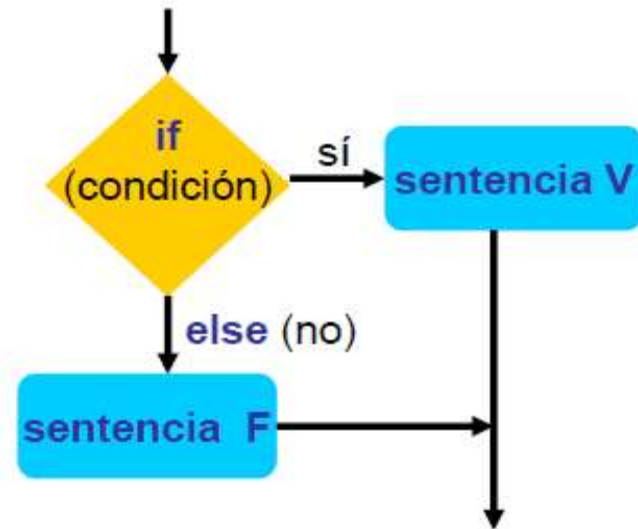 if
(condición)
sí
sentencia V
else (no)
sentencia F